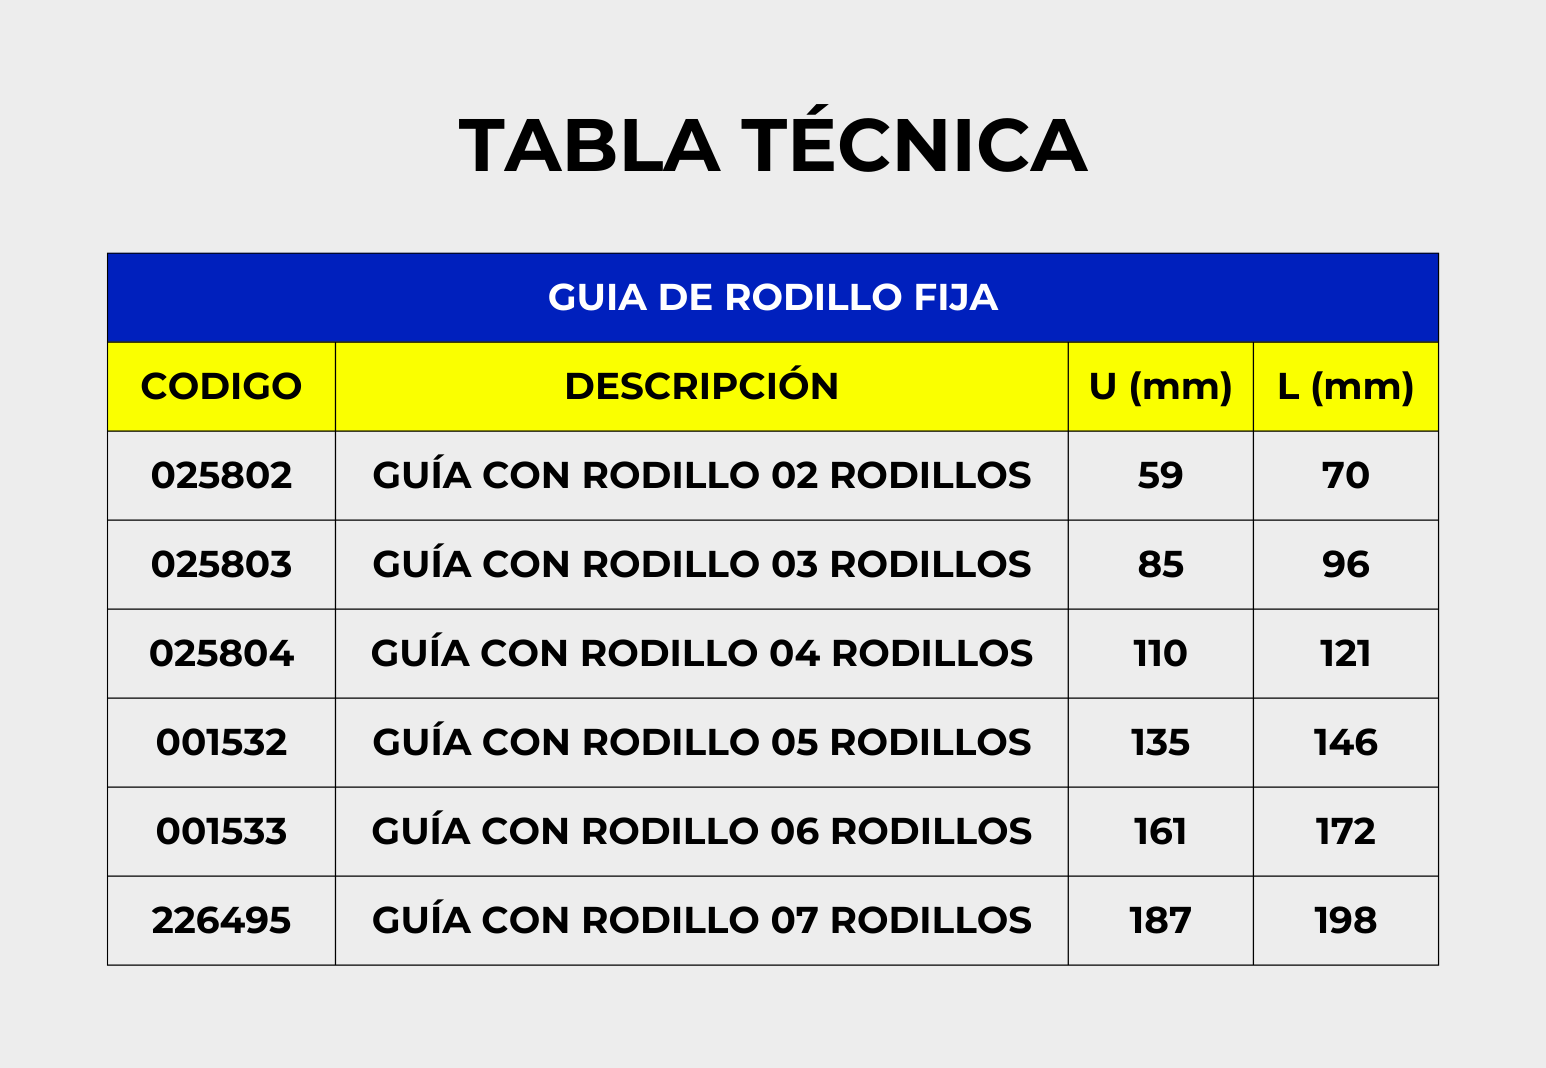 TABLA TÉCNICA
GUIA DE RODILLO FIJA
CODIGO DESCRIPCIÓN U (mm) L (mm)
025802 GUÍA CON RODILLO 02 RODILLOS 59 70
025803 GUÍA CON RODILLO 03 RODILLOS 85 96
025804 GUÍA CON RODILLO 04 RODILLOS 110 121
001532 GUÍA CON RODILLO 05 RODILLOS 135 146
001533 GUÍA CON RODILLO 06 RODILLOS 161 172
226495 GUÍA CON RODILLO 07 RODILLOS 187 198